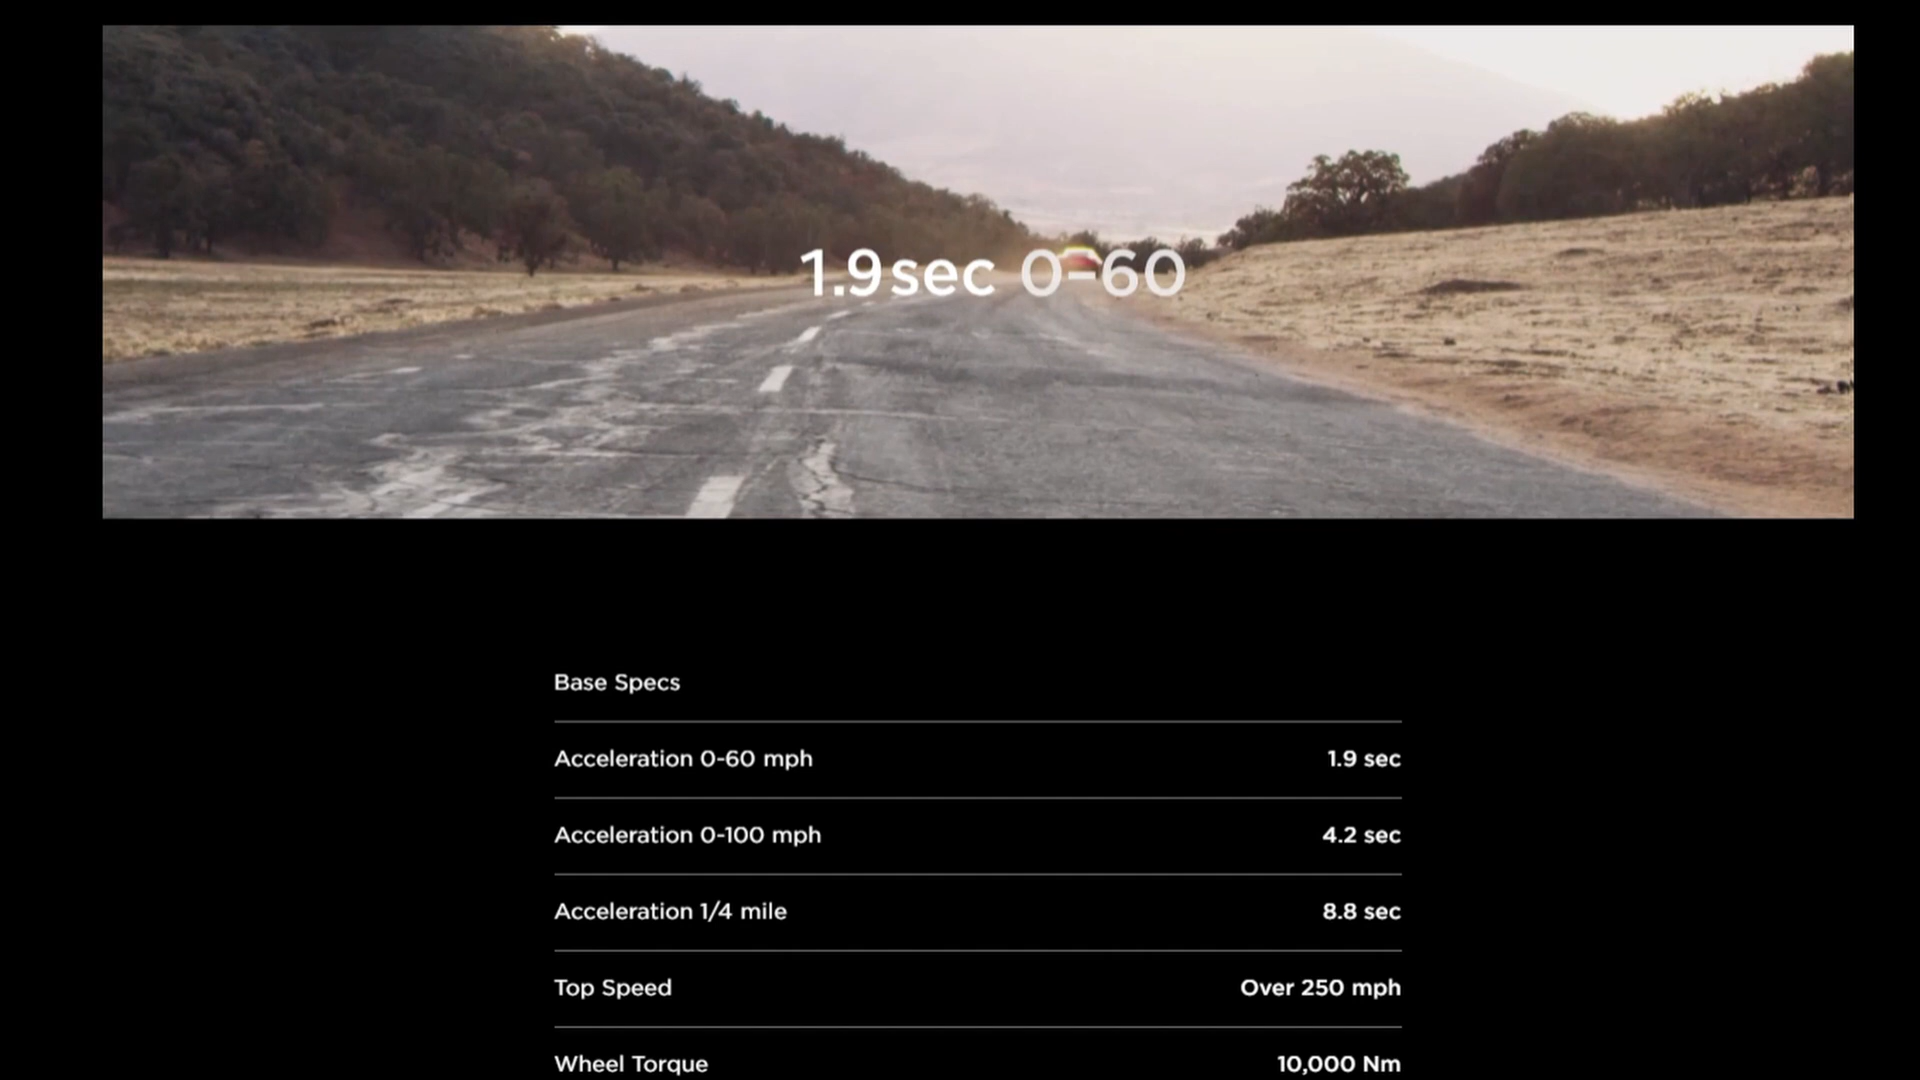 1.9sec 0-60
Base Specs
Acceleration 0-60 mph 1.9 sec
Acceleration 0-100 mph 4.2 sec
Acceleration 1/4 mile 8.8 sec
Top Speed Over 250 mph
Wheel Torque 10,000 Nm